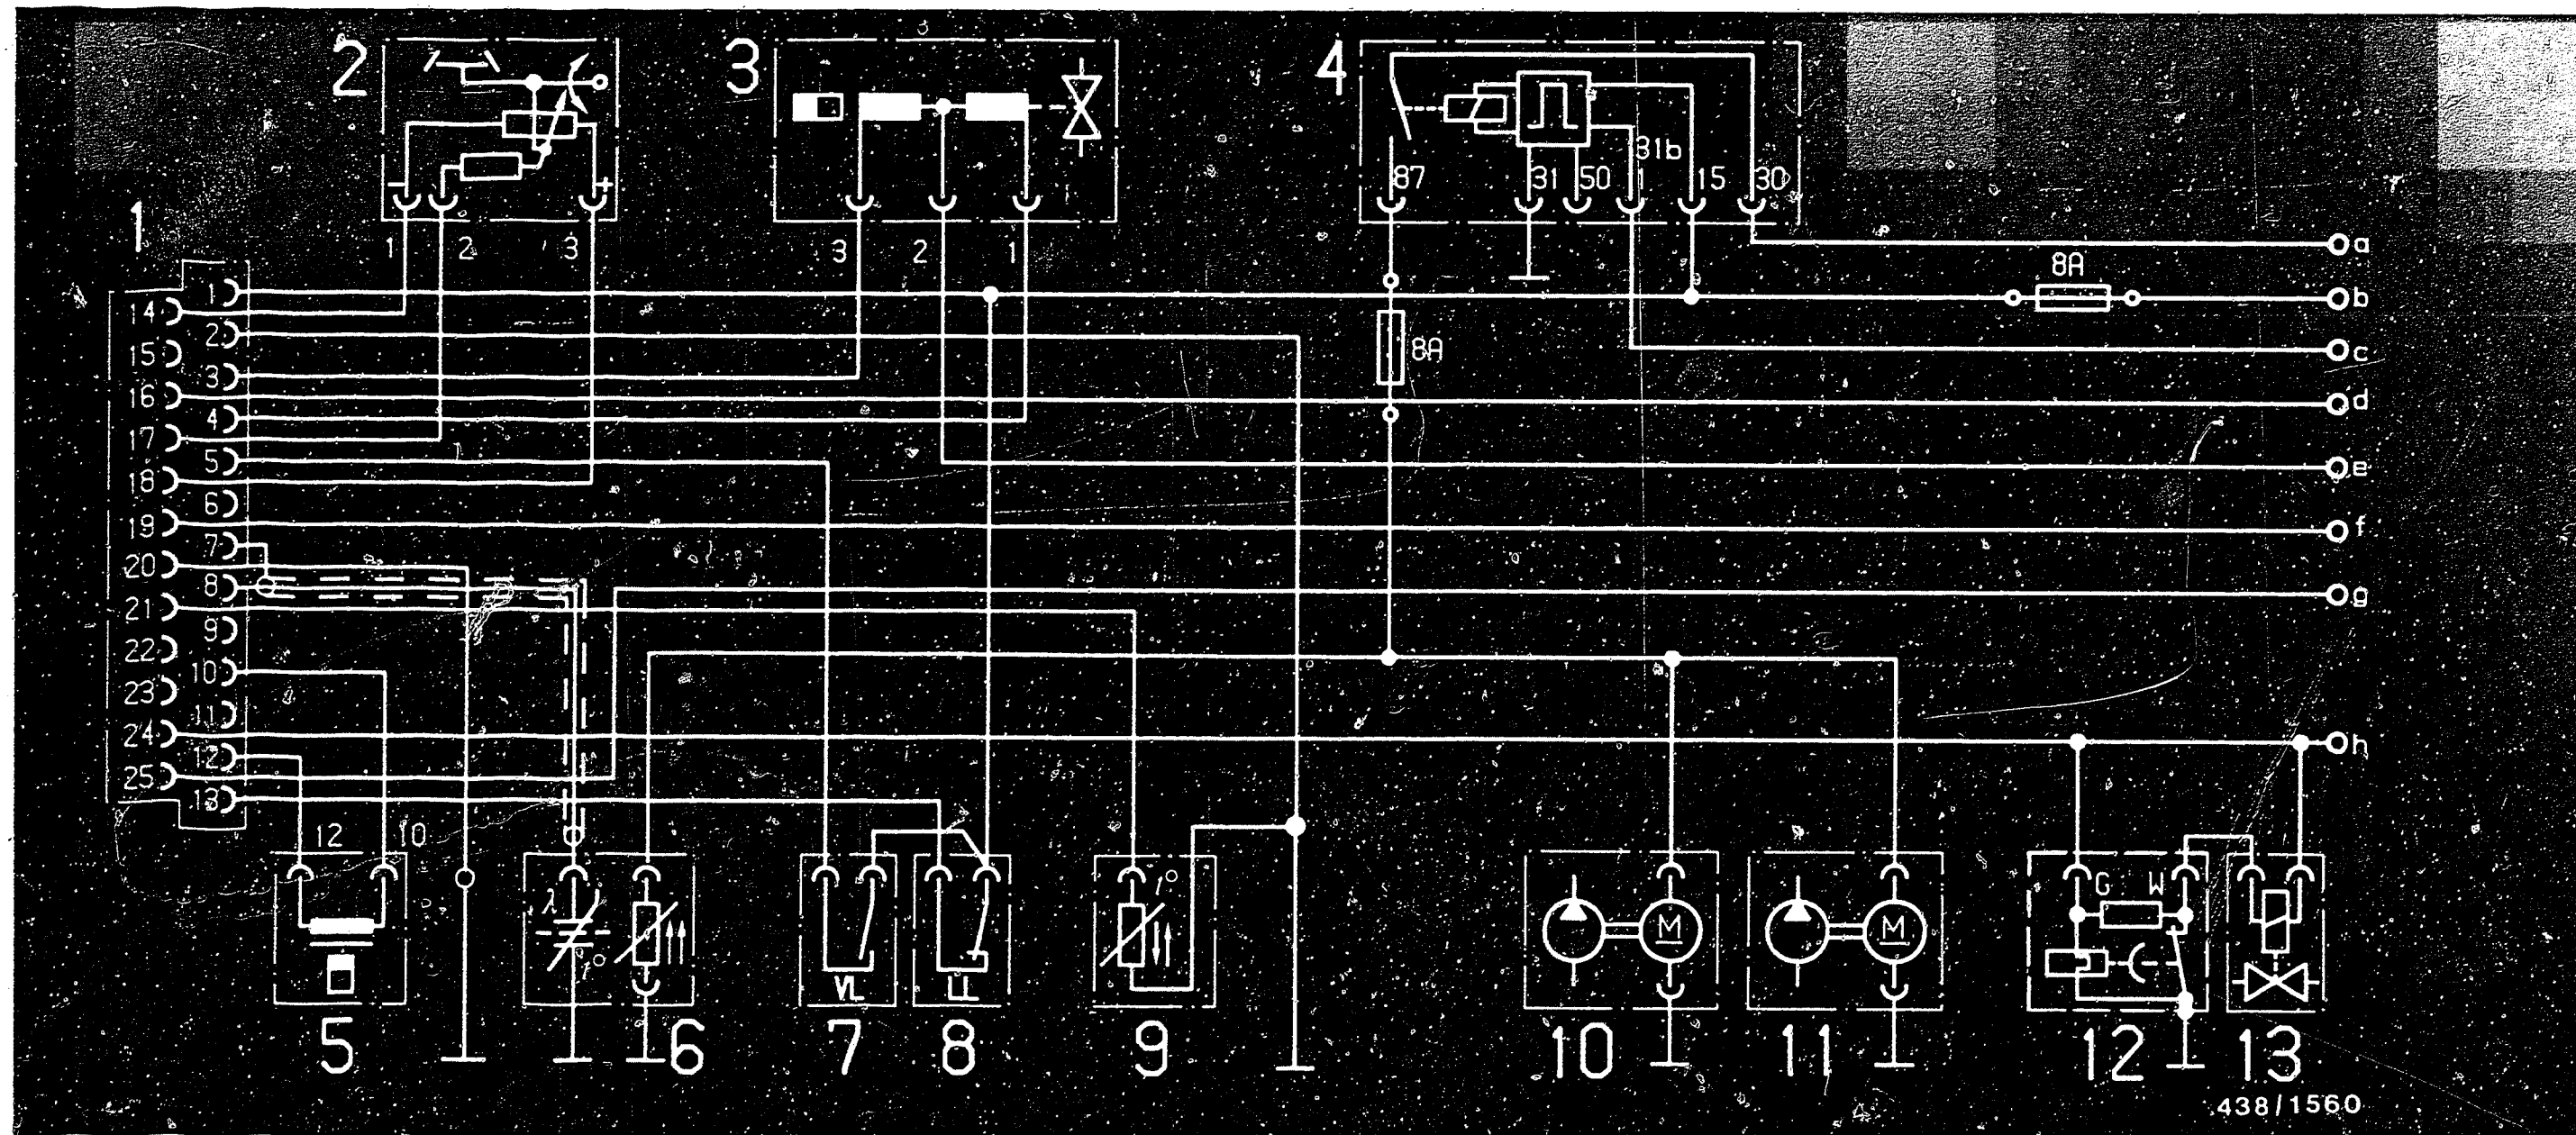 2 3 4
31b
87 31 50 1 15 30
- +
1
1 2 3 3 2 1
a
8A
1
b
14
2
8A
c
15
3
16
d
4
17
5
18
e
6
19
f
7
20
8
g
21
9
22
10
23
11
24
h
12
25
13
12 10
G W
λ t° t°
M M
VL LL
5 6 7 8 9 10 11 12 13
438/1560